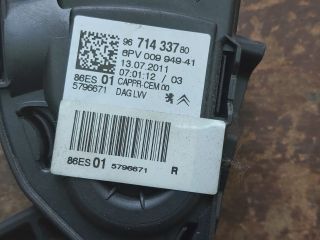 96 714 337 80
6PV 009 949-41
13.07.2011
07:01:12 / 03
86ES 01 CAPPR-CEM.00
5796671 DAG LVV
86ES 01 5796671 R